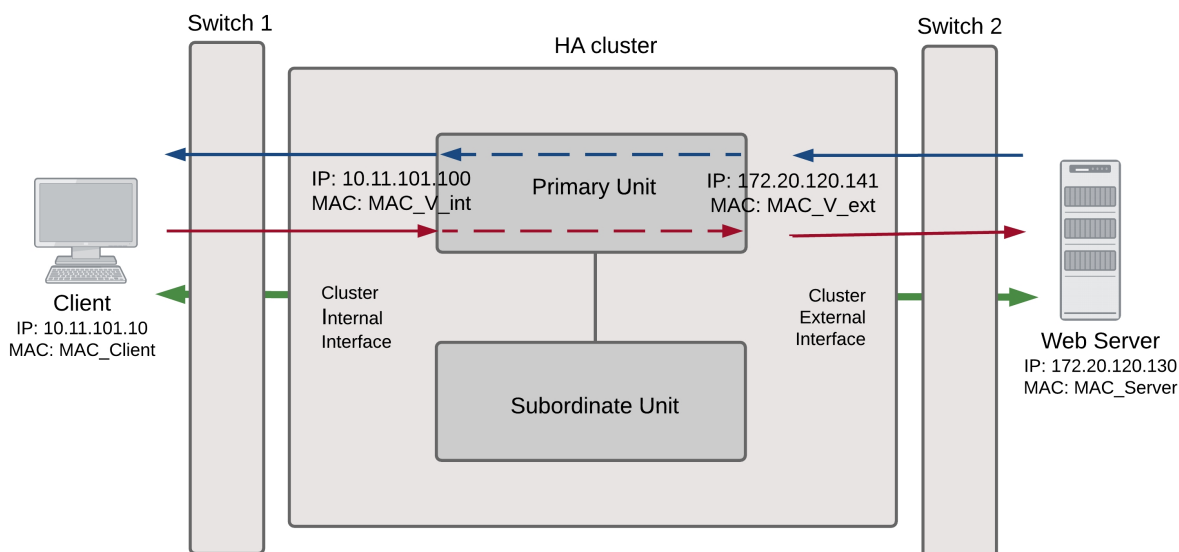 Switch 1
HA cluster
Switch 2
IP: 10.11.101.100
MAC: MAC_V_int
Primary Unit
IP: 172.20.120.141
MAC: MAC_V_ext
Client
IP: 10.11.101.10
MAC: MAC_Client
Cluster
Internal
Interface
Cluster
External
Interface
Web Server
IP: 172.20.120.130
MAC: MAC_Server
Subordinate Unit